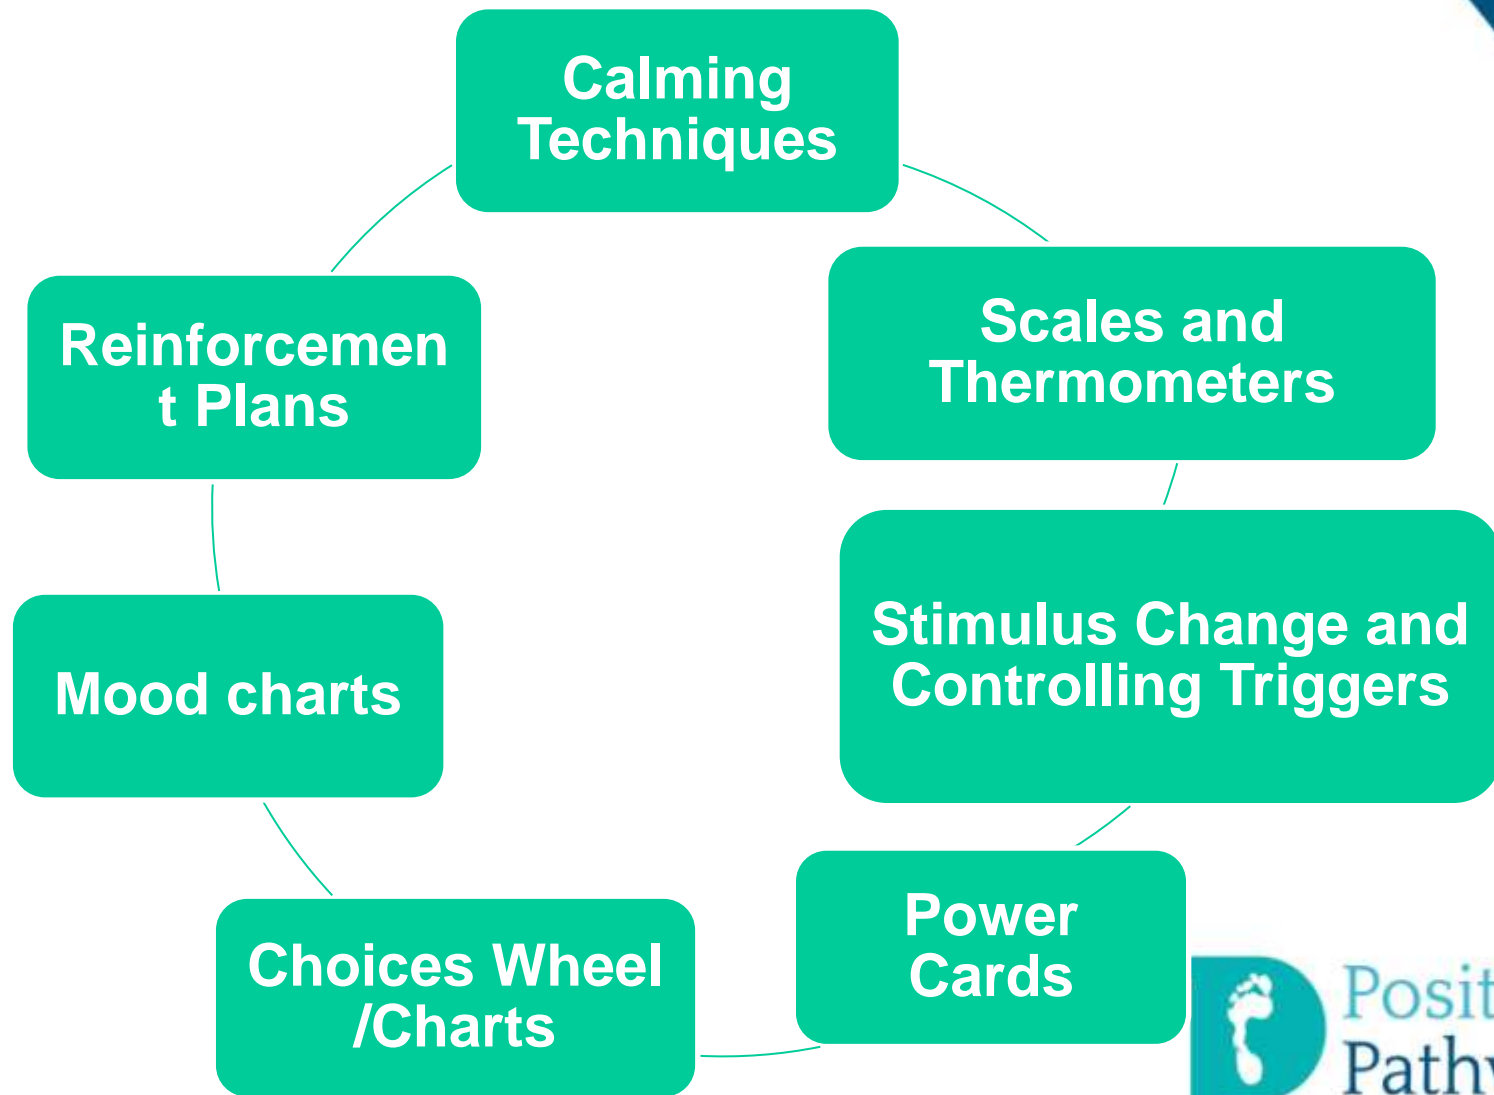 Calming
Techniques
Scales and
Thermometers
Stimulus Change and
Controlling Triggers
Power
Cards
Choices Wheel
/Charts
Mood charts
Reinforcemen
t Plans